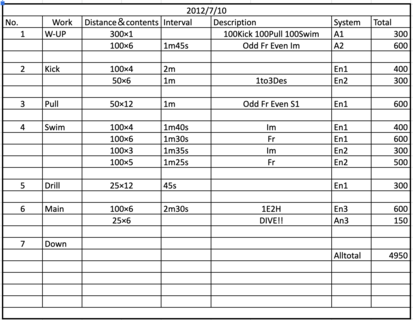 2012/7/10
No. Work Distance&contents Interval Description System Total
1 W-UP 300×1 100Kick 100Pull 100Swim A1 300
100×6 1m45s Odd Fr Even Im A2 600
2 Kick 100×4 2m En1 400
50×6 1m 1to3Des En2 300
3 Pull 50×12 1m Odd Fr Even S1 En1 600
4 Swim 100×4 1m40s Im En1 400
100×6 1m30s Fr En1 600
100×3 1m35s Im En2 300
100×5 1m25s Fr En2 500
5 Drill 25×12 45s En1 300
6 Main 100×6 2m30s 1E2H En3 600
25×6 DIVE!! An3 150
7 Down
Alltotal 4950